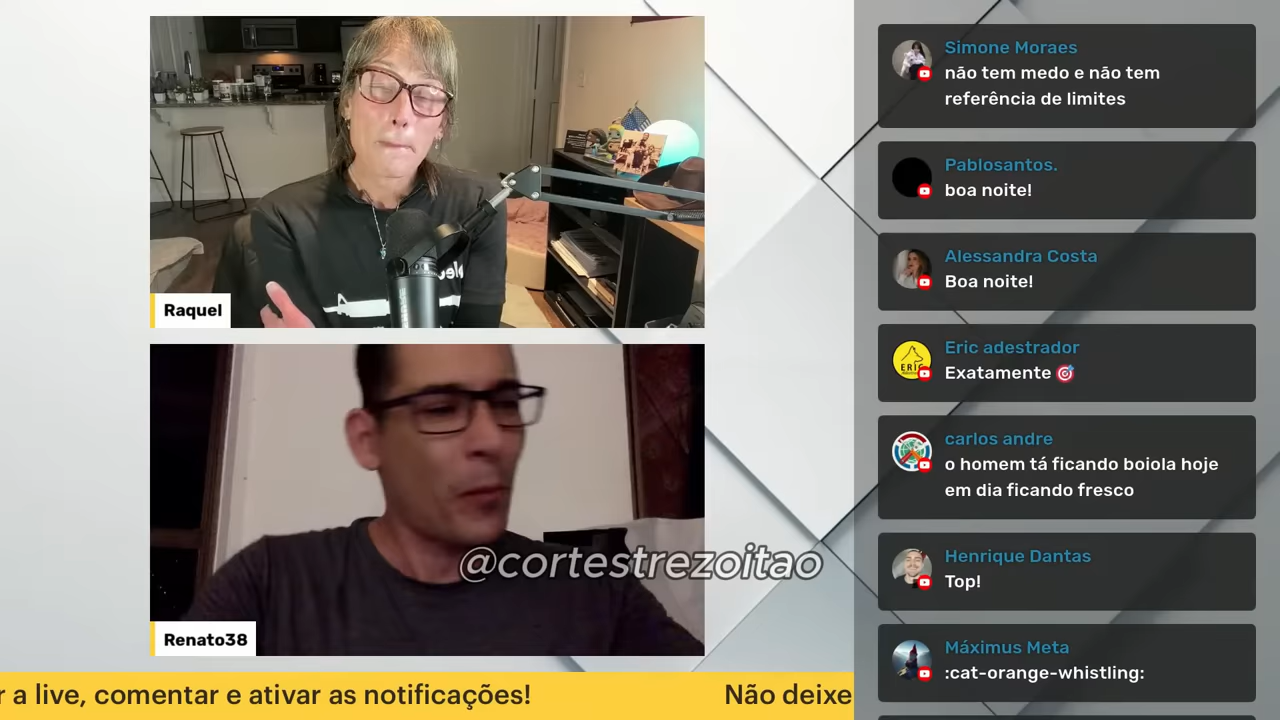 Raquel
@cortestrezoitao
Renato38
r a live, comentar e ativar as notificações!
Não deixe
Simone Moraes
não tem medo e não tem
referência de limites
Pablosantos.
boa noite!
Alessandra Costa
Boa noite!
Eric adestrador
ERIC
Exatamente 🎯
carlos andre
o homem tá ficando boiola hoje
em dia ficando fresco
Henrique Dantas
Top!
Máximus Meta
:cat-orange-whistling: